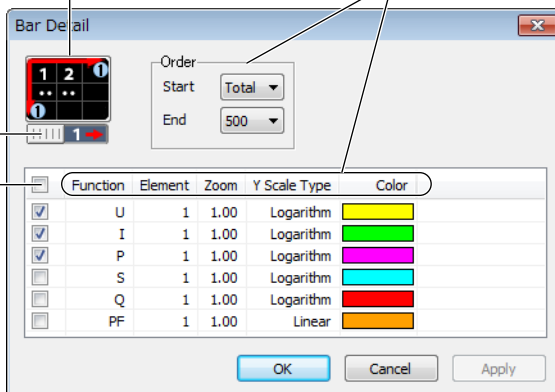 Bar Detail
1 2 1
1
1
Order
Start Total
End 500
Function Element Zoom Y Scale Type Color
U 1 1.00 Logarithm
I 1 1.00 Logarithm
P 1 1.00 Logarithm
S 1 1.00 Logarithm
Q 1 1.00 Logarithm
PF 1 1.00 Linear
OK Cancel Apply